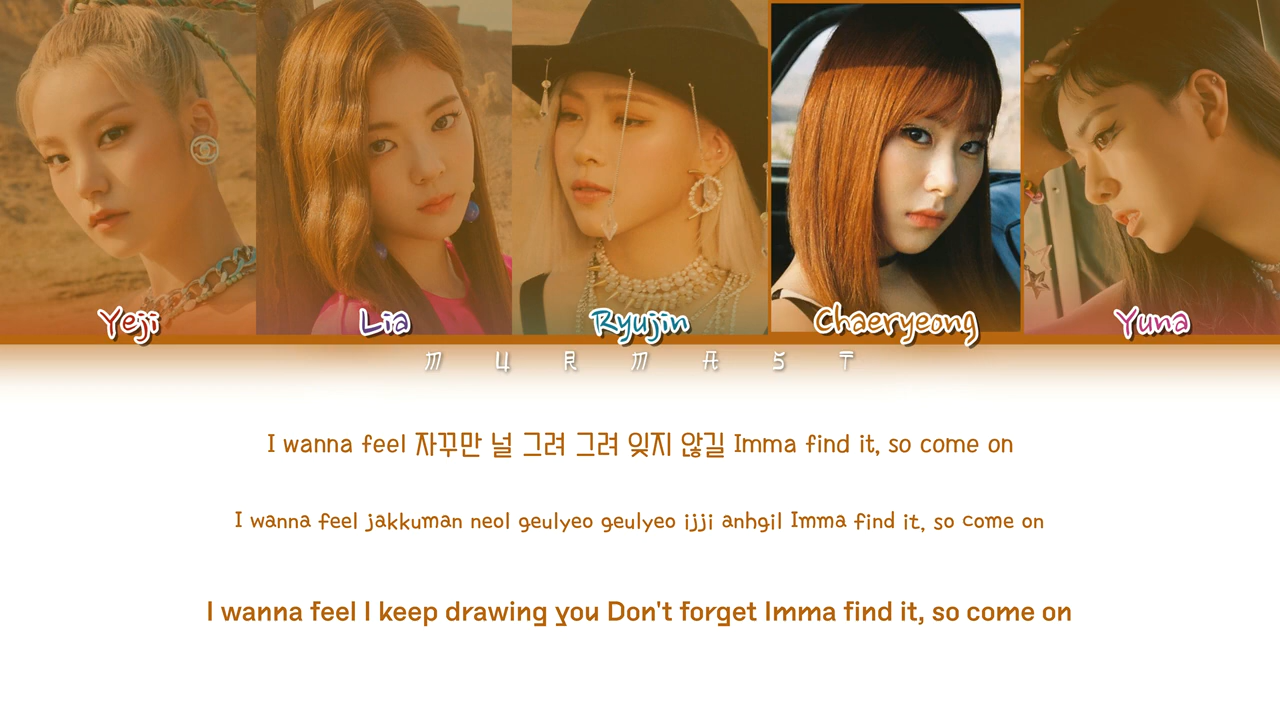 Yeji Lia Ryujin Chaeryeong Yuna
M U R M A S T
I wanna feel 자꾸만 널 그려 그려 잊지 않길 Imma find it, so come on
I wanna feel jakkuman neol geulyeo geulyeo ijji anhgil Imma find it, so come on
I wanna feel I keep drawing you Don't forget Imma find it, so come on